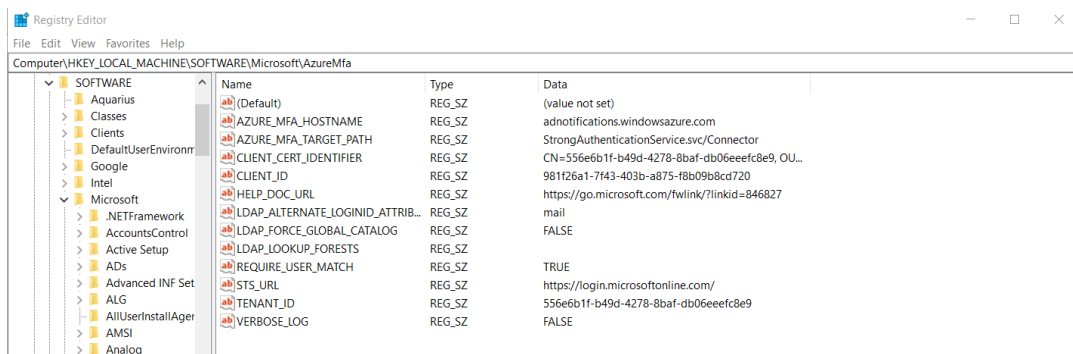 Registry Editor
File Edit View Favorites Help
Computer\HKEY_LOCAL_MACHINE\SOFTWARE\Microsoft\AzureMfa
SOFTWARE
Aquarius
Classes
Clients
DefaultUserEnvironm
Google
Intel
Microsoft
.NETFramework
AccountsControl
Active Setup
ADs
Advanced INF Set
ALG
AllUserInstallAger
AMSI
Analog
Name Type Data
(Default) REG_SZ (value not set)
AZURE_MFA_HOSTNAME REG_SZ adnotifications.windowsazure.com
AZURE_MFA_TARGET_PATH REG_SZ StrongAuthenticationService.svc/Connector
CLIENT_CERT_IDENTIFIER REG_SZ CN=556e6b1f-b49d-4278-8baf-db06eeefc8e9, OU...
CLIENT_ID REG_SZ 981f26a1-7f43-403b-a875-f8b09b8cd720
HELP_DOC_URL REG_SZ https://go.microsoft.com/fwlink/?linkid=846827
LDAP_ALTERNATE_LOGINID_ATTRIB... REG_SZ mail
LDAP_FORCE_GLOBAL_CATALOG REG_SZ FALSE
LDAP_LOOKUP_FORESTS REG_SZ
REQUIRE_USER_MATCH REG_SZ TRUE
STS_URL REG_SZ https://login.microsoftonline.com/
TENANT_ID REG_SZ 556e6b1f-b49d-4278-8baf-db06eeefc8e9
VERBOSE_LOG REG_SZ FALSE